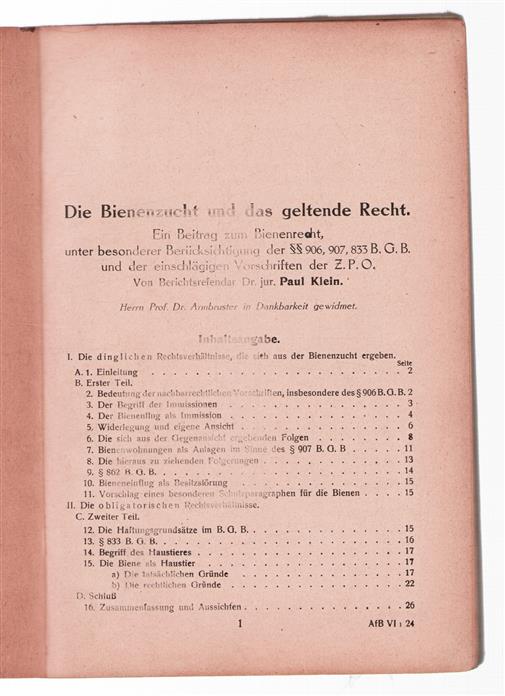 Die Bienenzucht und das geltende Recht.
Ein Beitrag zum Bienenrecht,
unter besonderer Berücksichtigung der §§ 906, 907, 833 B. G. B.
und der einschlägigen Vorschriften der Z. P. O.
Von Berichtsrefendar Dr. jur. Paul Klein.
Herrn Prof. Dr. Armbruster in Dankbarkeit gewidmet.
Inhaltsangabe.
I. Die dinglichen Rechtsverhältnisse, die sich aus der Bienenzucht ergeben.
Seite
A. 1. Einleitung . . . . . . . . . . . . . . . . . . . . 2
B. Erster Teil.
2. Bedeutung der nachbarrechtlichen Vorschriften, insbesondere des § 906 B. G. B. 2
3. Der Begriff der Immissionen . . . . . . . . . . . . . 3
4. Der Bienenflug als Immission . . . . . . . . . . . . . 4
5. Widerlegung und eigene Ansicht . . . . . . . . . . . . 6
6. Die sich aus der Gegenansicht ergebenden Folgen . . . . . . . 8
7. Bienenwohnungen als Anlagen im Sinne des § 907 B. G. B . . . . . 11
8. Die hieraus zu ziehenden Folgerungen . . . . . . . . . . 13
9. § 862 B. G. B. . . . . . . . . . . . . . . . . . . 14
10. Bieneneinflug als Besitzstörung . . . . . . . . . . . . 15
11. Vorschlag eines besonderen Schutzparagraphen für die Bienen . . . . 15
II. Die obligatorischen Rechtsverhältnisse.
C. Zweiter Teil.
12. Die Haftungsgrundsätze im B. G. B. . . . . . . . . . . . 15
13. § 833 B. G. B. . . . . . . . . . . . . . . . . . . 16
14. Begriff des Haustieres . . . . . . . . . . . . . . . 17
15. Die Biene als Haustier . . . . . . . . . . . . . . . 17
a) Die tatsächlichen Gründe . . . . . . . . . . . . . 17
b) Die rechtlichen Gründe . . . . . . . . . . . . . . 22
D. Schluß
16. Zusammenfassung und Aussichten . . . . . . . . . . . . 26
1
AfB VI : 24